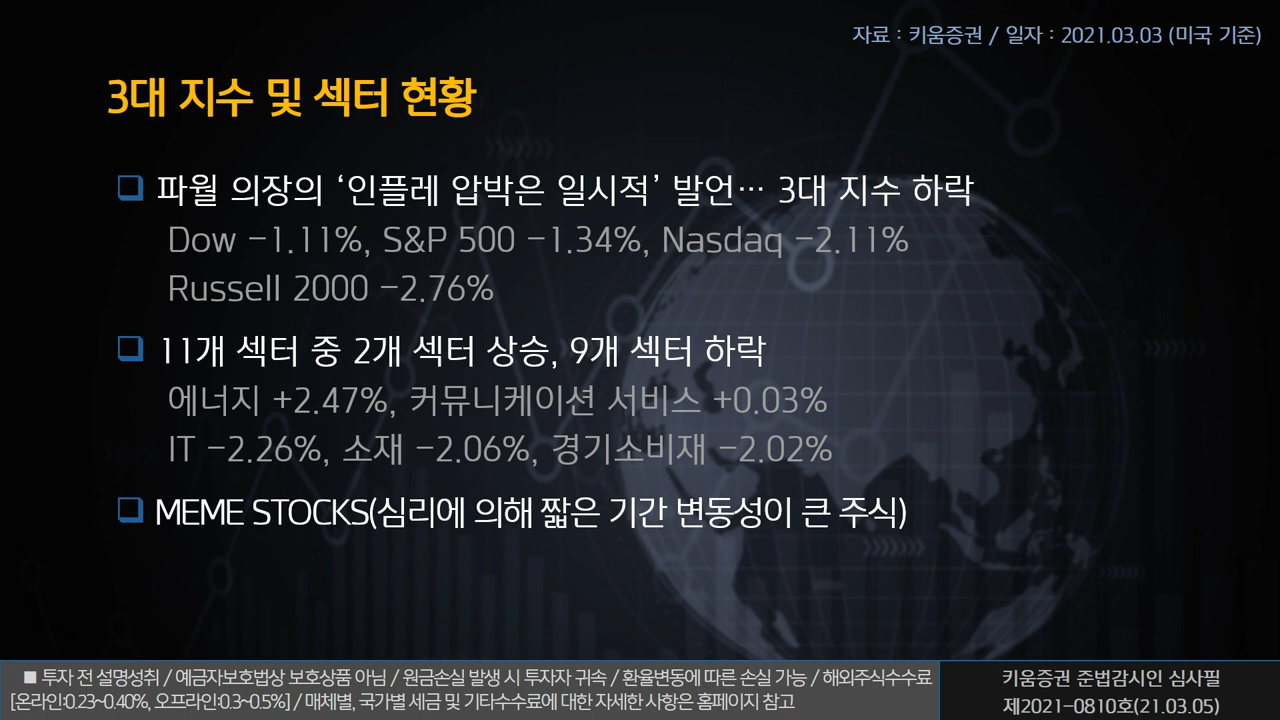 자료 : 키움증권 / 일자 : 2021.03.03 (미국 기준)
3대 지수 및 섹터 현황
❑ 파월 의장의 ‘인플레 압박은 일시적’ 발언… 3대 지수 하락
Dow -1.11%, S&P 500 -1.34%, Nasdaq -2.11%
Russell 2000 -2.76%
❑ 11개 섹터 중 2개 섹터 상승, 9개 섹터 하락
에너지 +2.47%, 커뮤니케이션 서비스 +0.03%
IT -2.26%, 소재 -2.06%, 경기소비재 -2.02%
❑ MEME STOCKS(심리에 의해 짧은 기간 변동성이 큰 주식)
■ 투자 전 설명성취 / 예금자보호법상 보호상품 아님 / 원금손실 발생 시 투자자 귀속 / 환율변동에 따른 손실 가능 / 해외주식수수료
[온라인:0.23~0.40%, 오프라인:0.3~0.5%] / 매체별, 국가별 세금 및 기타수수료에 대한 자세한 사항은 홈페이지 참고
키움증권 준법감시인 심사필
제2021-0810호(21.03.05)